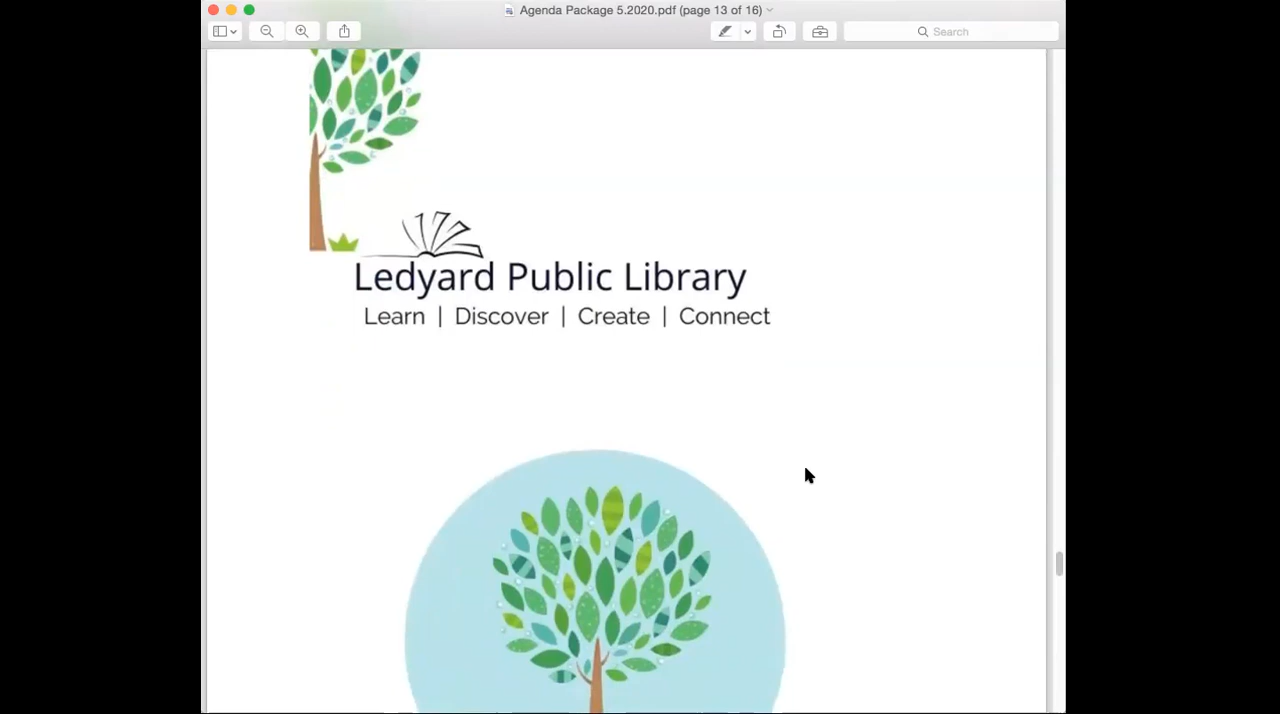 Agenda Package 5.2020.pdf (page 13 of 16)
Search
Ledyard Public Library
Learn | Discover | Create | Connect